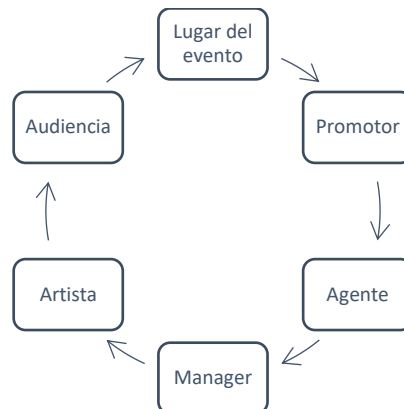 Lugar del
evento
Promotor
Agente
Manager
Artista
Audiencia